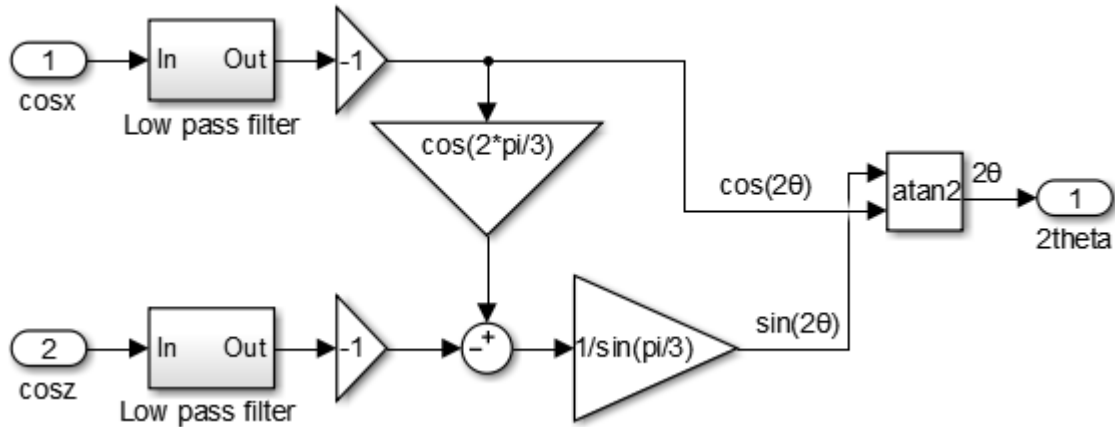 1
cosx
In
Out
Low pass filter
-1
cos(2*pi/3)
cos(2θ)
atan2
2θ
1
2theta
2
cosz
In
Out
Low pass filter
-1
−
+
1/sin(pi/3)
sin(2θ)